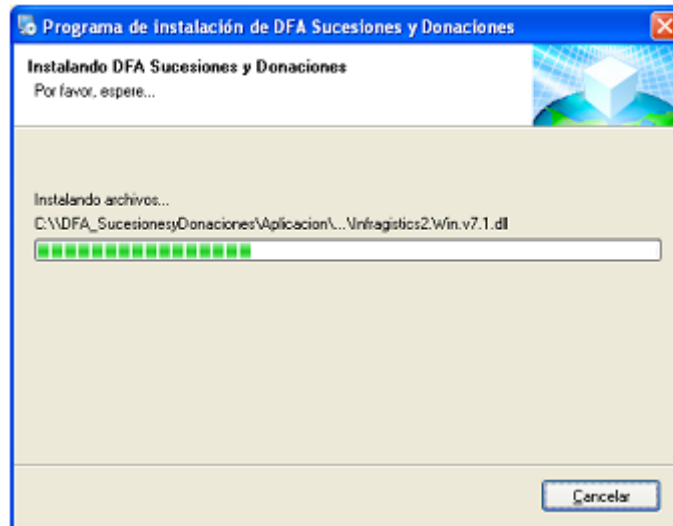 Programa de instalación de DFA Sucesiones y Donaciones
Instalando DFA Sucesiones y Donaciones
Por favor, espere...
Instalando archivos...
C:\\DFA_SucesionesyDonaciones\Aplicacion\...\Infragistics2.Win.v7.1.dll
Cancelar